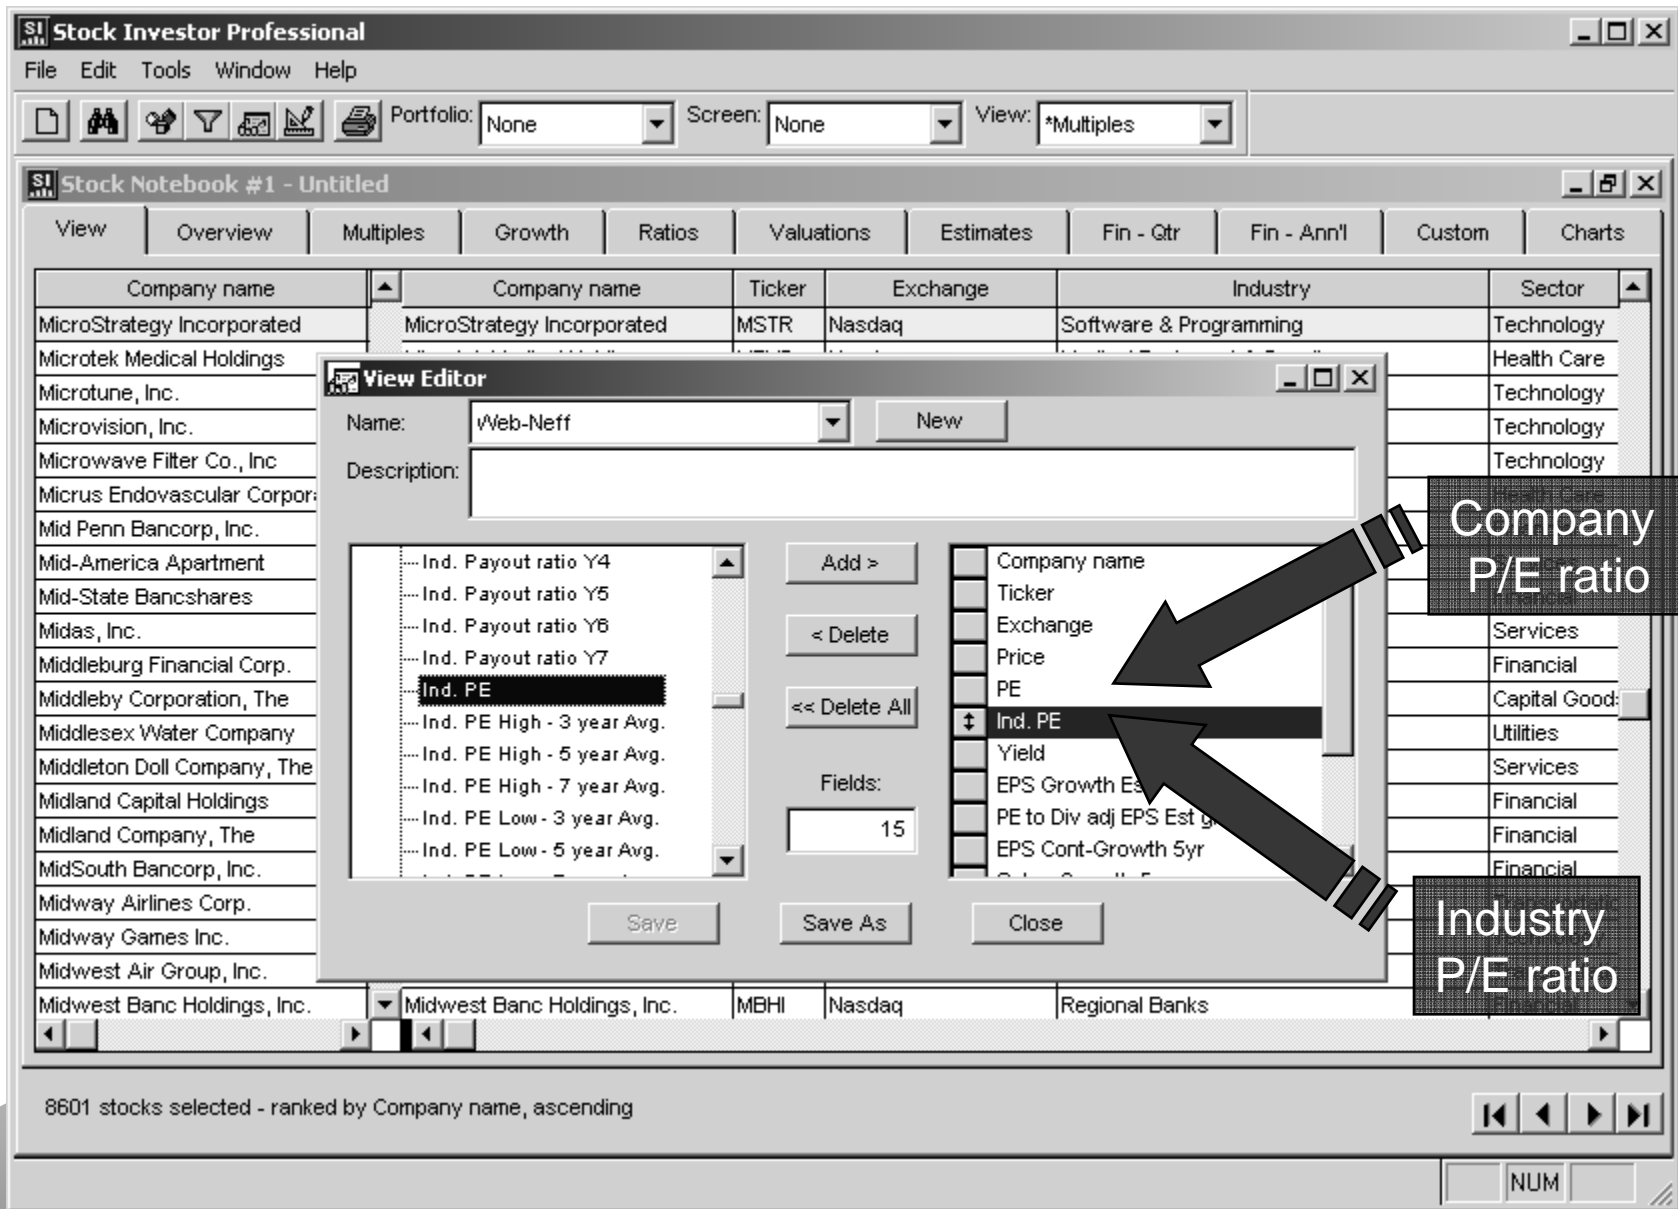 Stock Investor Professional
File Edit Tools Window Help
Portfolio: None Screen: None View: *Multiples
Stock Notebook #1 - Untitled
View Overview Multiples Growth Ratios Valuations Estimates Fin - Qtr Fin - Ann'l Custom Charts
Company name Company name Ticker Exchange Industry Sector
MicroStrategy Incorporated MicroStrategy Incorporated MSTR Nasdaq Software & Programming Technology
Microtek Medical Holdings Health Care
Microtune, Inc. Technology
Microvision, Inc. Technology
Microwave Filter Co., Inc Technology
Micrus Endovascular Corpor
Mid Penn Bancorp, Inc.
Mid-America Apartment
Mid-State Bancshares
Midas, Inc. Services
Middleburg Financial Corp. Financial
Middleby Corporation, The Capital Goods
Middlesex Water Company Utilities
Middleton Doll Company, The Services
Midland Capital Holdings Financial
Midland Company, The Financial
MidSouth Bancorp, Inc. Financial
Midway Airlines Corp.
Midway Games Inc.
Midwest Air Group, Inc.
Midwest Banc Holdings, Inc. Midwest Banc Holdings, Inc. MBHI Nasdaq Regional Banks
View Editor
Name: Web-Neff New
Description:
Ind. Payout ratio Y4
Ind. Payout ratio Y5
Ind. Payout ratio Y6
Ind. Payout ratio Y7
Ind. PE
Ind. PE High - 3 year Avg.
Ind. PE High - 5 year Avg.
Ind. PE High - 7 year Avg.
Ind. PE Low - 3 year Avg.
Ind. PE Low - 5 year Avg.
Add >
< Delete
<< Delete All
Fields:
15
Company name
Ticker
Exchange
Price
PE
Ind. PE
Yield
EPS Growth Es
PE to Div adj EPS Est g
EPS Cont-Growth 5yr
Save Save As Close
Company
P/E ratio
Industry
P/E ratio
8601 stocks selected - ranked by Company name, ascending
NUM